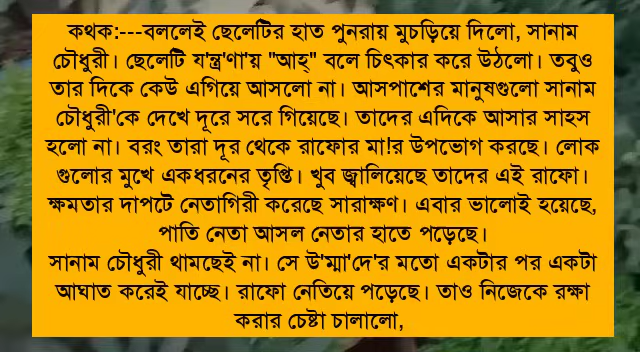 কথক:---বললেই ছেলেটির হাত পুনরায় মুচড়িয়ে দিলো, সানাম
চৌধুরী। ছেলেটি য'ন্ত্র'ণা'য় "আহ্" বলে চিৎকার করে উঠলো। তবুও
তার দিকে কেউ এগিয়ে আসলো না। আসপাশের মানুষগুলো সানাম
চৌধুরী'কে দেখে দূরে সরে গিয়েছে। তাদের এদিকে আসার সাহস
হলো না। বরং তারা দূর থেকে রাফোর মা!র উপভোগ করছে। লোক
গুলোর মুখে একধরনের তৃপ্তি। খুব জ্বালিয়েছে তাদের এই রাফো।
ক্ষমতার দাপটে নেতাগিরী করেছে সারাক্ষণ। এবার ভালোই হয়েছে,
পাতি নেতা আসল নেতার হাতে পড়েছে।
সানাম চৌধুরী থামছেই না। সে উ'ম্মা'দে'র মতো একটার পর একটা
আঘাত করেই যাচ্ছে। রাফো নেতিয়ে পড়েছে। তাও নিজেকে রক্ষা
করার চেষ্টা চালালো,